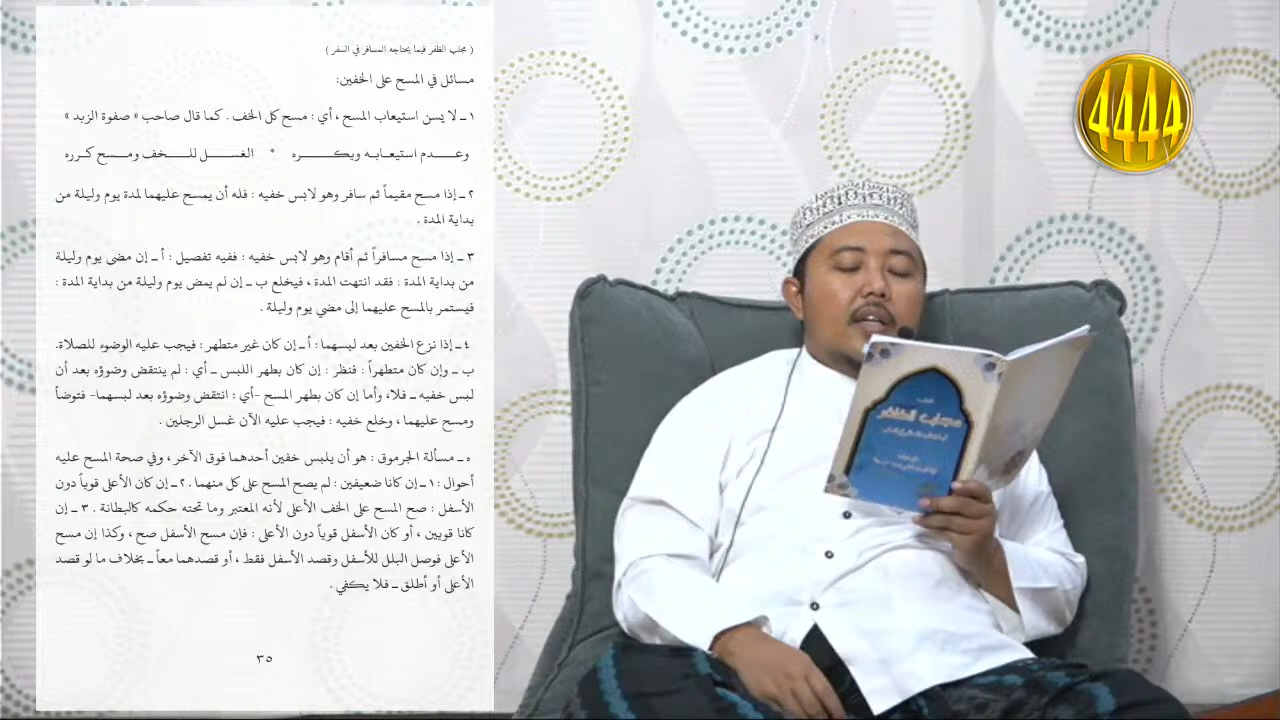 ( مجلب الظفر فيما يحتاجه المسافر في السفر )
مسائل في المسح على الخفين:
١ ـ لا يسن استيعاب المسح ، أي : مسح كل الخف . كما قال صاحب « صفوة الزبد »
وعــــدم استيعابـه ويكـــــــره * الغســـــل للـــــخف ومســـح كـرره
٢ ـ إذا مسح مقيماً ثم سافر وهو لابس خفيه : فله أن يمسح عليهما لمدة يوم وليلة من
بداية المدة .
٣ ـ إذا مسح مسافراً ثم أقام وهو لابس خفيه : ففيه تفصيل : أ ـ إن مضى يوم وليلة
من بداية المدة : فقد انتهت المدة ، فيخلع ب ـ إن لم يمض يوم وليلة من بداية المدة :
فيستمر بالمسح عليهما إلى مضي يوم وليلة .
٤ ـ إذا نزع الخفين بعد لبسهما : أ ـ إن كان غير متطهر : فيجب عليه الوضوء للصلاة.
ب ـ وإن كان متطهراً : فننظر : إن كان بطهر اللبس ـ أي : لم ينتقض وضوؤه بعد أن
لبس خفيه ـ فلا، وأما إن كان بطهر المسح -أي : انتقض وضوؤه بعد لبسهما- فتوضأ
ومسح عليهما ، وخلع خفيه : فيجب عليه الآن غسل الرجلين .
٥ ـ مسألة الجرموق : هو أن يلبس خفين أحدهما فوق الآخر ، وفي صحة المسح عليه
أحوال : ١ ـ إن كانا ضعيفين : لم يصح المسح على كل منهما . ٢ ـ إن كان الأعلى قوياً دون
الأسفل : صح المسح على الخف الأعلى لأنه المعتبر وما تحته حكمه كالبطانة . ٣ ـ إن
كانا قويين ، أو كان الأسفل قوياً دون الأعلى : فإن مسح الأسفل صح ، وكذا إن مسح
الأعلى فوصل البلل للأسفل وقصد الأسفل فقط ، أو قصدهما معاً ـ بخلاف ما لو قصد
الأعلى أو أطلق ـ فلا يكفي .
٣٥
4444
مجلب الظفر